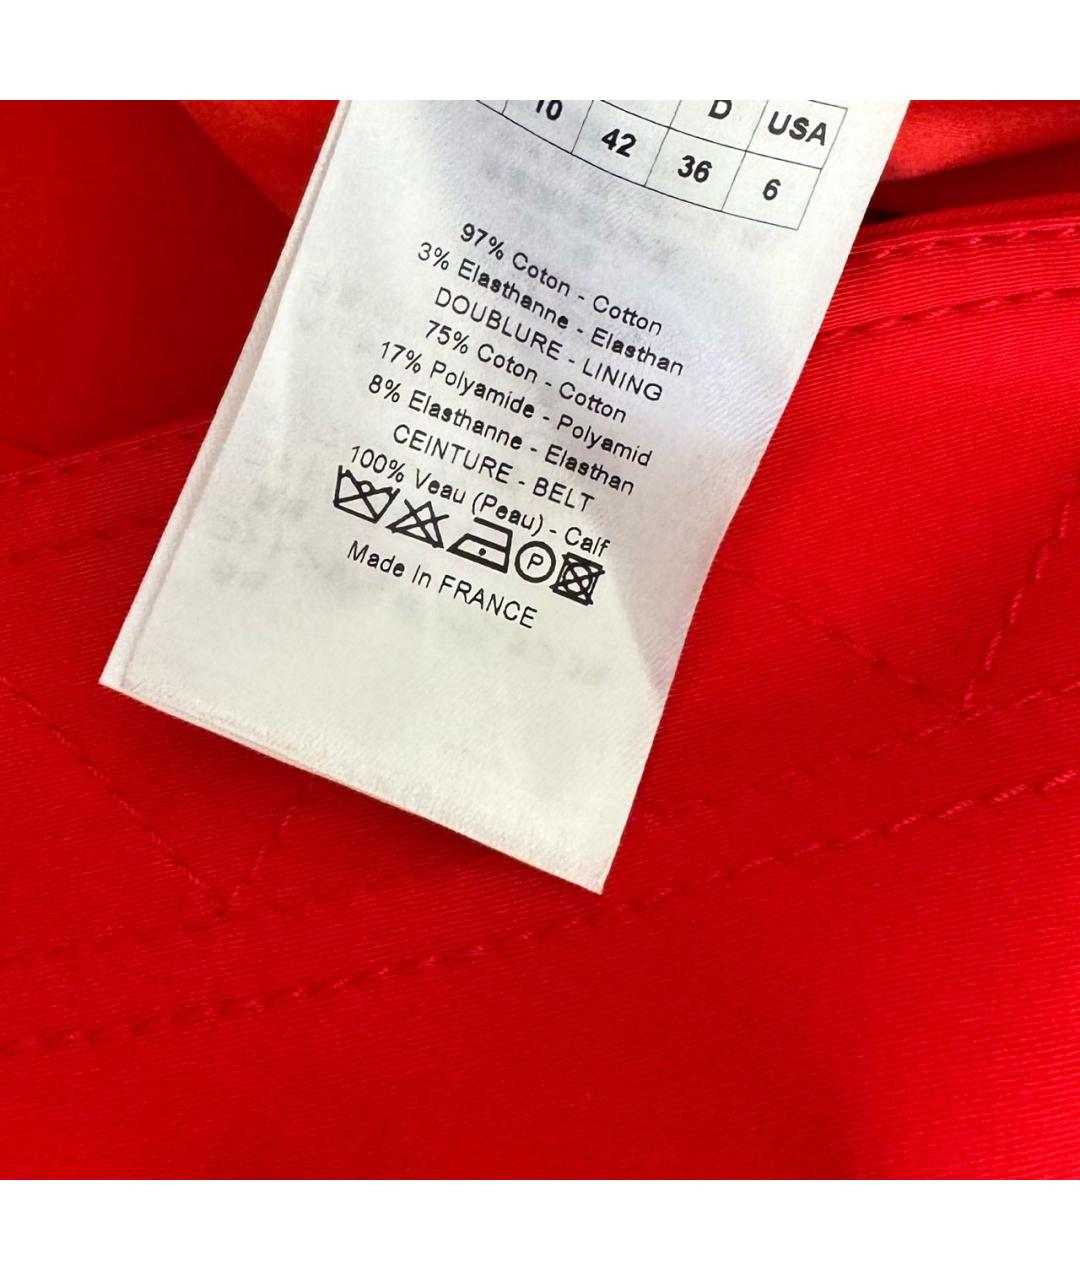 D USA
10 42 36 6
97% Coton - Cotton
3% Elasthanne - Elasthan
DOUBLURE - LINING
75% Coton - Cotton
17% Polyamide - Polyamid
8% Elasthanne - Elasthan
CEINTURE - BELT
100% Veau (Peau) - Calf
P
Made in FRANCE